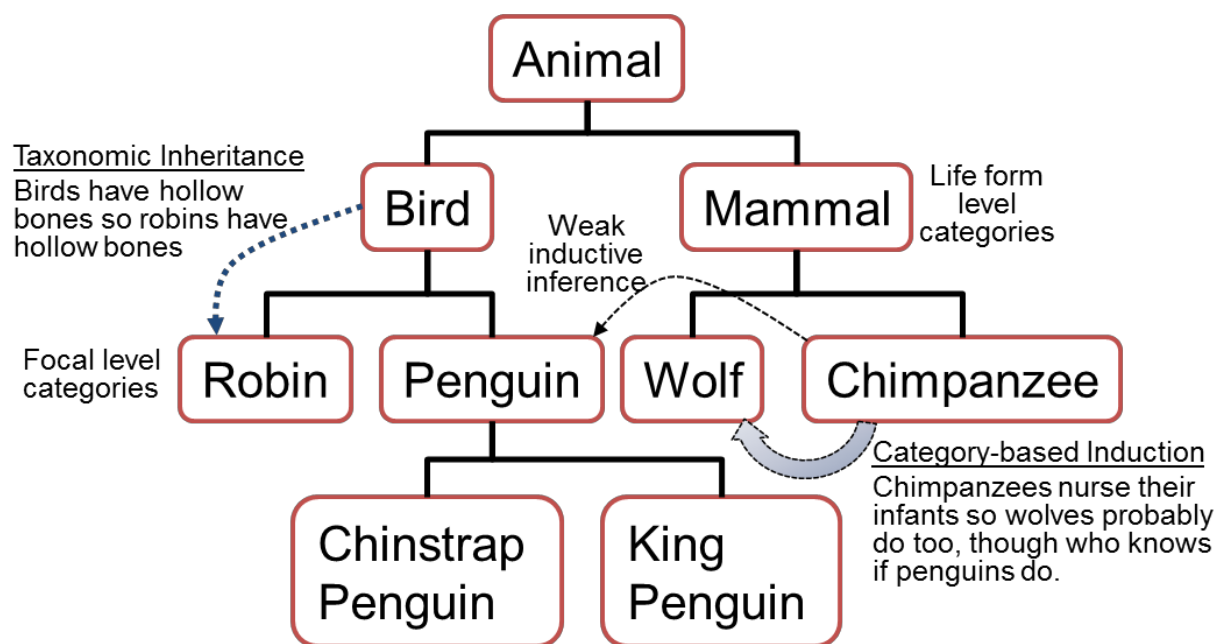 Animal
Taxonomic Inheritance
Birds have hollow
bones so robins have
hollow bones
Bird
Mammal
Life form
level
categories
Weak
inductive
inference
Focal level
categories
Robin
Penguin
Wolf
Chimpanzee
Category-based Induction
Chimpanzees nurse their
infants so wolves probably
do too, though who knows
if penguins do.
Chinstrap
Penguin
King
Penguin